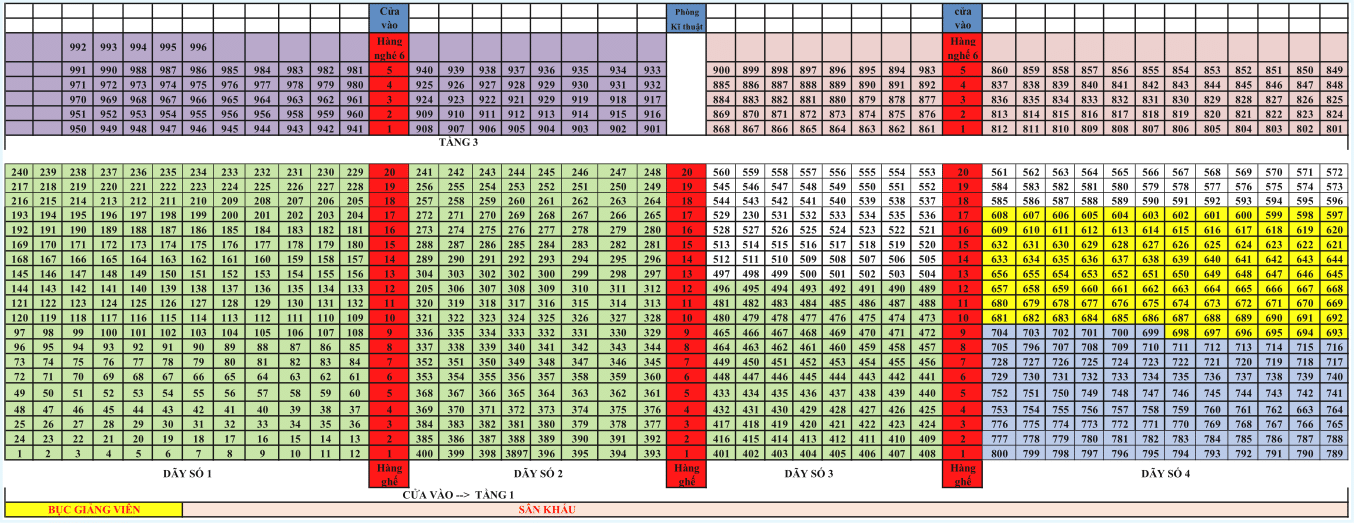 Cửa Phòng cửa
vào Kĩ thuật vào
992 993 994 995 996 Hàng nghé 6 Hàng ghế 6
991 990 988 987 986 985 984 983 982 981 5 940 939 938 937 936 935 934 933 900 899 898 897 896 895 894 983 5 860 859 858 857 856 855 854 853 852 851 850 849
971 972 973 974 975 976 977 978 979 980 4 925 926 927 928 929 930 931 932 885 886 887 888 889 890 891 892 4 837 838 839 840 841 842 843 844 845 846 847 848
970 969 968 967 966 965 964 963 962 961 3 924 923 922 921 920 919 918 917 884 883 882 881 880 879 878 877 3 836 835 834 833 832 831 830 829 828 827 826 825
951 952 953 954 955 956 956 958 959 960 2 909 910 911 912 913 914 915 916 869 870 871 872 873 874 875 876 2 813 814 815 816 817 818 819 820 821 822 823 824
950 949 948 947 946 945 944 943 942 941 1 908 907 906 905 904 903 902 901 868 867 866 865 864 863 862 861 1 812 811 810 809 808 807 806 805 804 803 802 801
TẦNG 3
240 239 238 237 236 235 234 233 232 231 230 229 20 241 242 243 244 245 246 247 248 20 560 559 558 557 556 555 554 553 20 561 562 563 564 565 566 567 568 569 570 571 572
217 218 219 220 221 222 223 224 225 226 227 228 19 256 255 254 253 252 251 250 249 19 545 546 547 548 549 550 551 552 19 584 583 582 581 580 579 578 577 576 575 574 573
216 215 214 213 212 211 210 209 208 207 206 205 18 257 258 259 260 261 262 263 264 18 544 543 542 541 540 539 538 537 18 585 586 587 588 589 590 591 592 593 594 595 596
193 194 195 196 197 198 199 200 201 202 203 204 17 272 271 270 269 268 267 266 265 17 529 230 531 532 533 534 535 536 17 608 607 606 605 604 603 602 601 600 599 598 597
192 191 190 189 188 187 186 185 184 183 182 181 16 273 274 275 276 277 278 279 280 16 528 527 526 525 524 523 522 521 16 609 610 611 612 613 614 615 616 617 618 619 620
169 170 171 172 173 174 175 176 177 178 179 180 15 288 287 286 285 284 283 282 281 15 513 514 515 516 517 518 519 520 15 632 631 630 629 628 627 626 625 624 623 622 621
168 167 166 165 164 163 162 161 160 159 158 157 14 289 290 291 292 293 294 295 296 14 512 511 510 509 508 507 506 505 14 633 634 635 636 637 638 639 640 641 642 643 644
145 146 147 148 149 150 151 152 153 154 155 156 13 304 303 302 302 300 299 298 297 13 497 498 499 500 501 502 503 504 13 656 655 654 653 652 651 650 649 648 647 646 645
144 143 142 141 140 139 138 137 136 135 134 133 12 205 306 307 308 309 310 311 312 12 496 495 494 493 492 491 490 489 12 657 658 659 660 661 662 663 664 665 666 667 668
121 122 123 124 125 126 127 128 129 130 131 132 11 320 319 318 317 316 315 314 313 11 481 482 483 484 485 486 487 488 11 680 679 678 677 676 675 674 673 672 671 670 669
120 119 118 117 116 115 114 113 112 111 110 109 10 321 322 323 324 325 326 327 328 10 480 479 478 477 476 475 474 473 10 681 682 683 684 685 686 687 688 689 690 691 692
97 98 99 100 101 102 103 104 105 106 107 108 9 336 335 334 333 332 331 330 329 9 465 466 467 468 469 470 471 472 9 704 703 702 701 700 699 698 697 696 695 694 693
96 95 94 93 92 91 90 89 88 87 86 85 8 337 338 339 340 341 342 343 344 8 464 463 462 461 460 459 458 457 8 705 796 707 708 709 710 711 712 713 714 715 716
73 74 75 76 77 78 79 80 81 82 83 84 7 352 351 350 349 348 347 346 345 7 449 450 451 452 453 454 455 456 7 728 727 726 725 724 723 722 721 720 719 718 717
72 71 70 69 68 67 66 65 64 63 62 61 6 353 354 355 356 357 358 359 360 6 448 447 446 445 444 443 442 441 6 729 730 731 732 733 734 735 736 737 738 739 740
49 50 51 52 53 54 55 56 57 58 59 60 5 368 367 366 365 364 363 362 361 5 433 434 435 436 437 438 439 440 5 752 751 750 749 748 747 746 745 744 743 742 741
48 47 46 45 44 43 42 41 40 39 38 37 4 369 370 371 372 373 374 375 376 4 432 431 430 429 428 427 426 425 4 753 754 755 756 757 758 759 760 761 762 663 764
25 26 27 28 29 30 31 32 33 34 35 36 3 384 383 382 381 380 379 378 377 3 417 418 419 420 421 422 423 424 3 776 775 774 773 772 771 770 769 768 767 766 765
24 23 22 21 20 19 18 17 16 15 14 13 2 385 386 387 388 389 390 391 392 2 416 415 414 413 412 411 410 409 2 777 778 779 780 781 782 783 784 785 786 787 788
1 2 3 4 5 6 7 8 9 10 11 12 1 400 399 398 3897 396 395 394 393 1 401 402 403 404 405 406 407 408 1 800 799 798 797 796 795 794 793 792 791 790 789
DÃY SỐ 1 Hàng ghế DÃY SỐ 2 Hàng ghế DÃY SỐ 3 Hàng ghế DÃY SỐ 4
CỬA VÀO --> TẦNG 1
BỤC GIẢNG VIÊN SÂN KHẤU